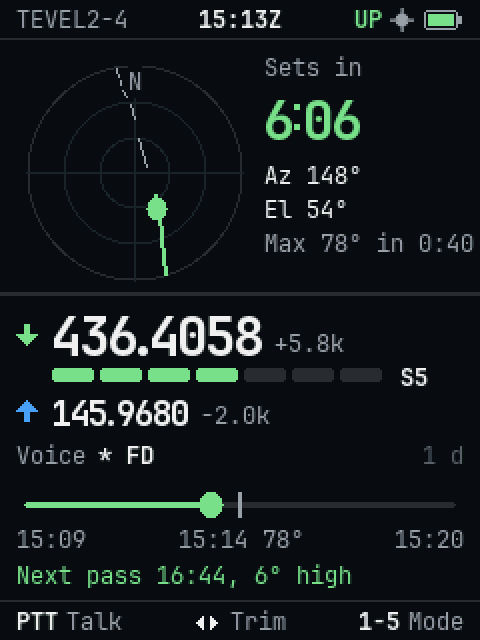 TEVEL2-4 15:13Z UP
N
Sets in
6:06
Az 148°
El 54°
Max 78° in 0:40
436.4058 +5.8k
S5
145.9680 -2.0k
Voice * FD 1 d
15:09 15:14 78° 15:20
Next pass 16:44, 6° high
PTT Talk Trim 1-5 Mode